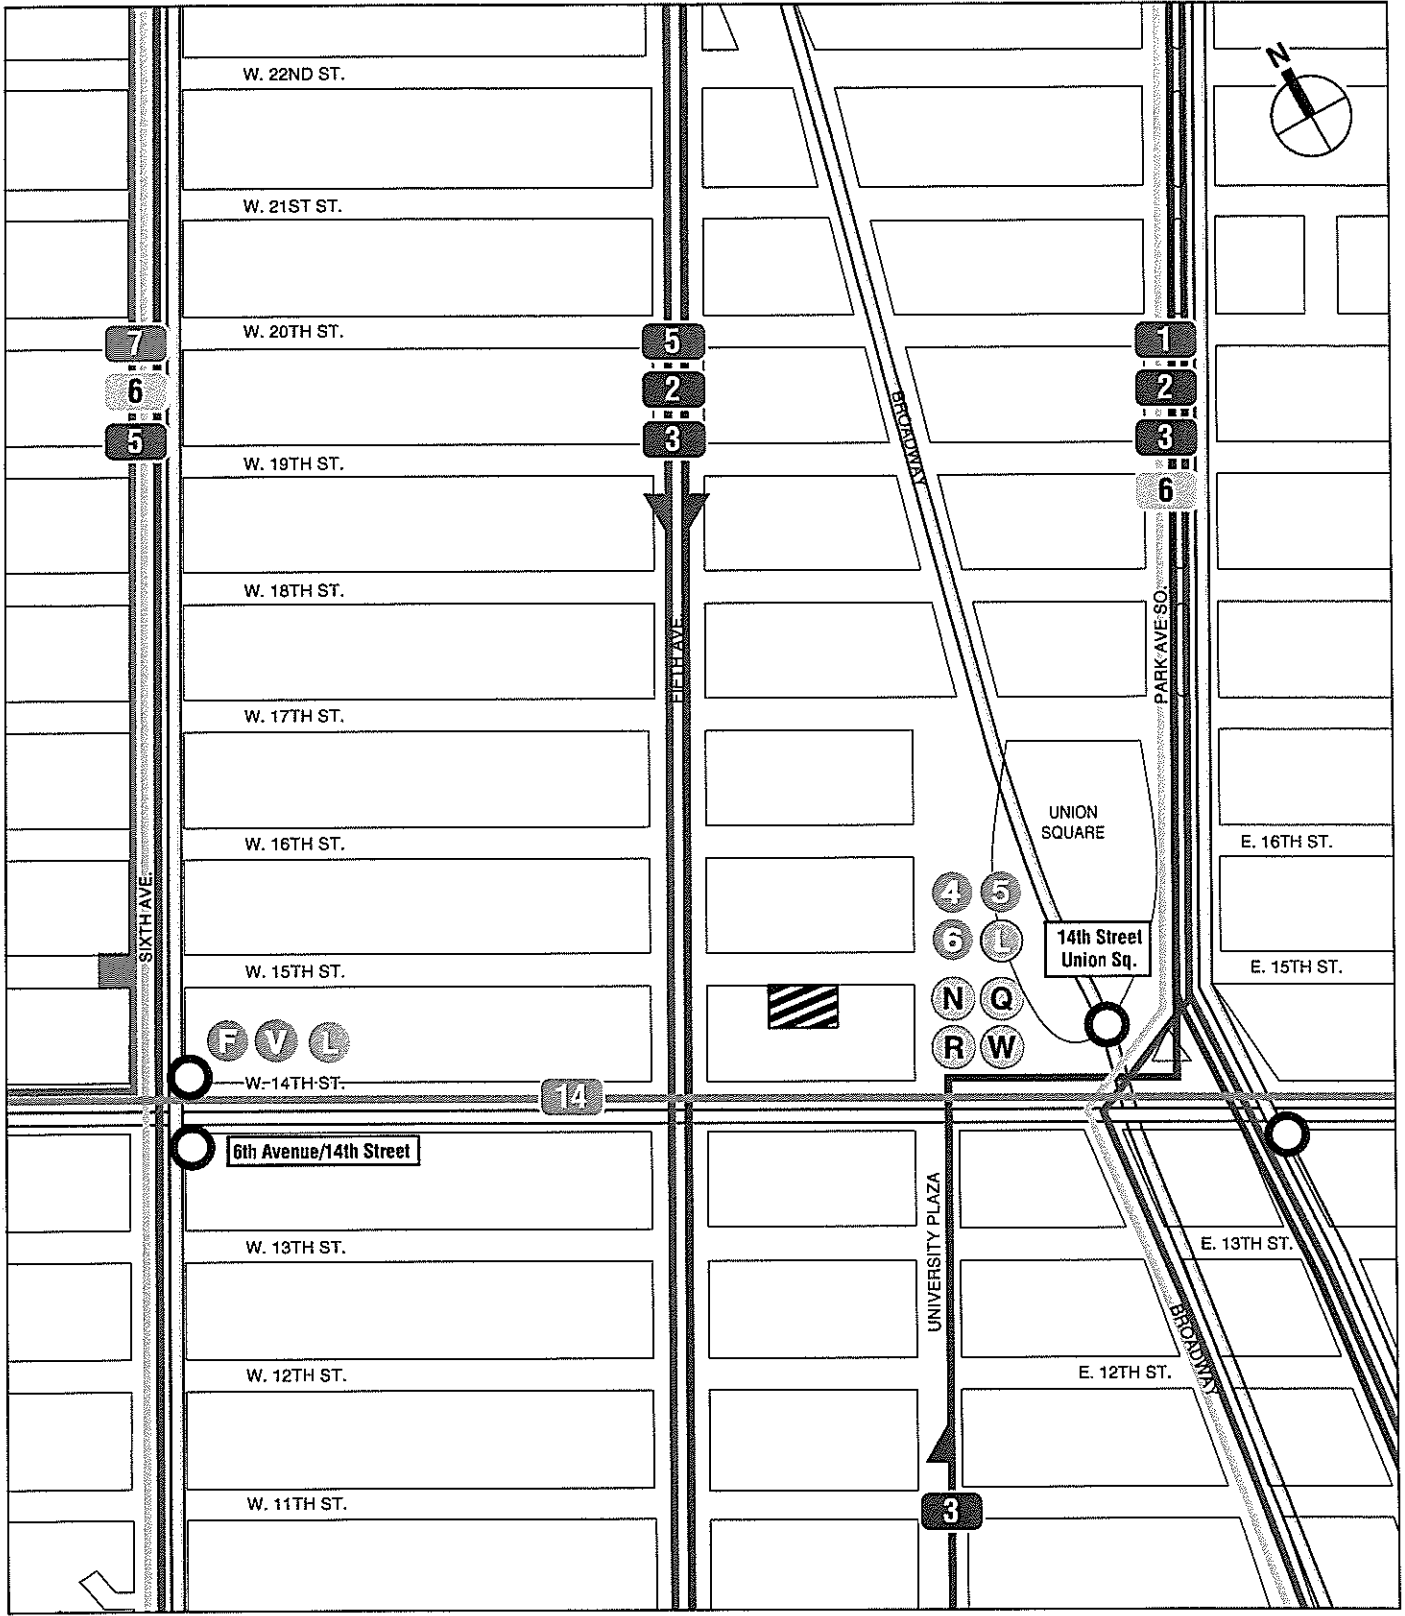 N
W. 22ND ST.
W. 21ST ST.
W. 20TH ST.
7
6
5
5
2
3
1
2
3
6
BROADWAY
W. 19TH ST.
W. 18TH ST.
FIFTH AVE.
PARK AVE SO.
W. 17TH ST.
UNION
SQUARE
W. 16TH ST.
E. 16TH ST.
SIXTH AVE.
4 5
6 L
N Q
R W
14th Street
Union Sq.
W. 15TH ST.
E. 15TH ST.
F V L
W. 14TH ST.
14
6th Avenue/14th Street
UNIVERSITY PLAZA
W. 13TH ST.
E. 13TH ST.
BROADWAY
W. 12TH ST.
E. 12TH ST.
W. 11TH ST.
3